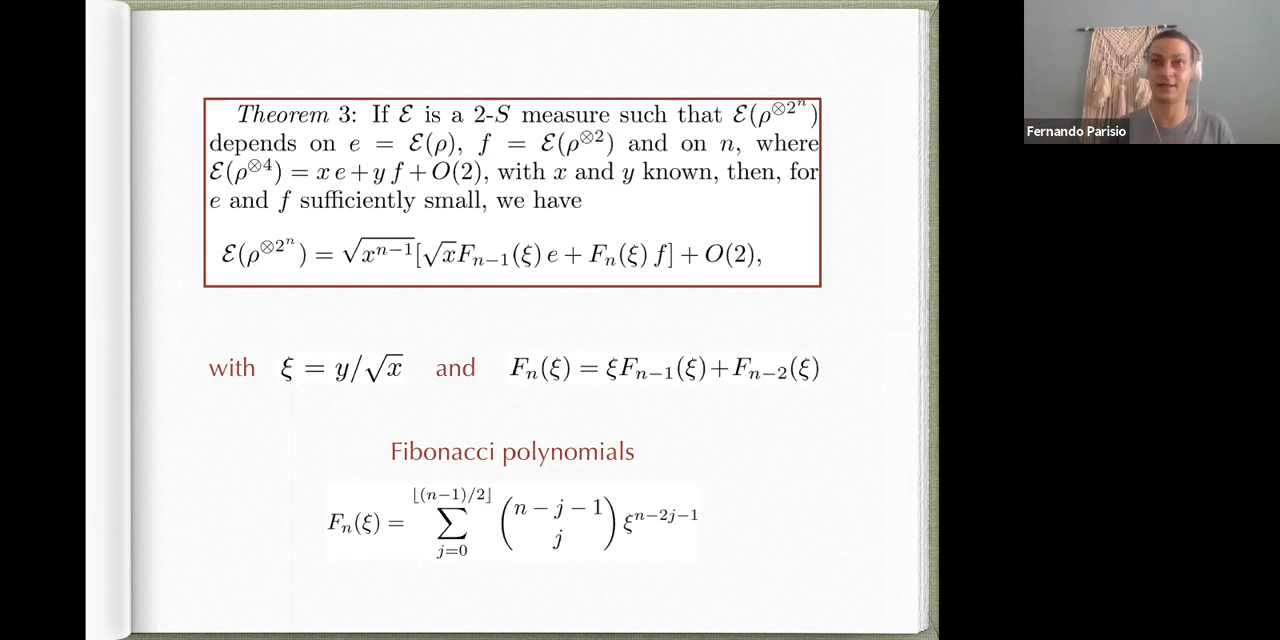 Theorem 3: If ℰ is a 2-S measure such that ℰ(ρ^{⊗2^n})
depends on e = ℰ(ρ), f = ℰ(ρ^{⊗2}) and on n, where
ℰ(ρ^{⊗4}) = x e + y f + O(2), with x and y known, then, for
e and f sufficiently small, we have
ℰ(ρ^{⊗2^n}) = √(x^{n−1})[√x F_{n−1}(ξ) e + F_n(ξ) f] + O(2),
with ξ = y/√x and F_n(ξ) = ξF_{n−1}(ξ) + F_{n−2}(ξ)
Fibonacci polynomials
F_n(ξ) = ∑_{j=0}^{⌊(n−1)/2⌋} (n − j − 1 \choose j) ξ^{n−2j−1}
Fernando Parisio